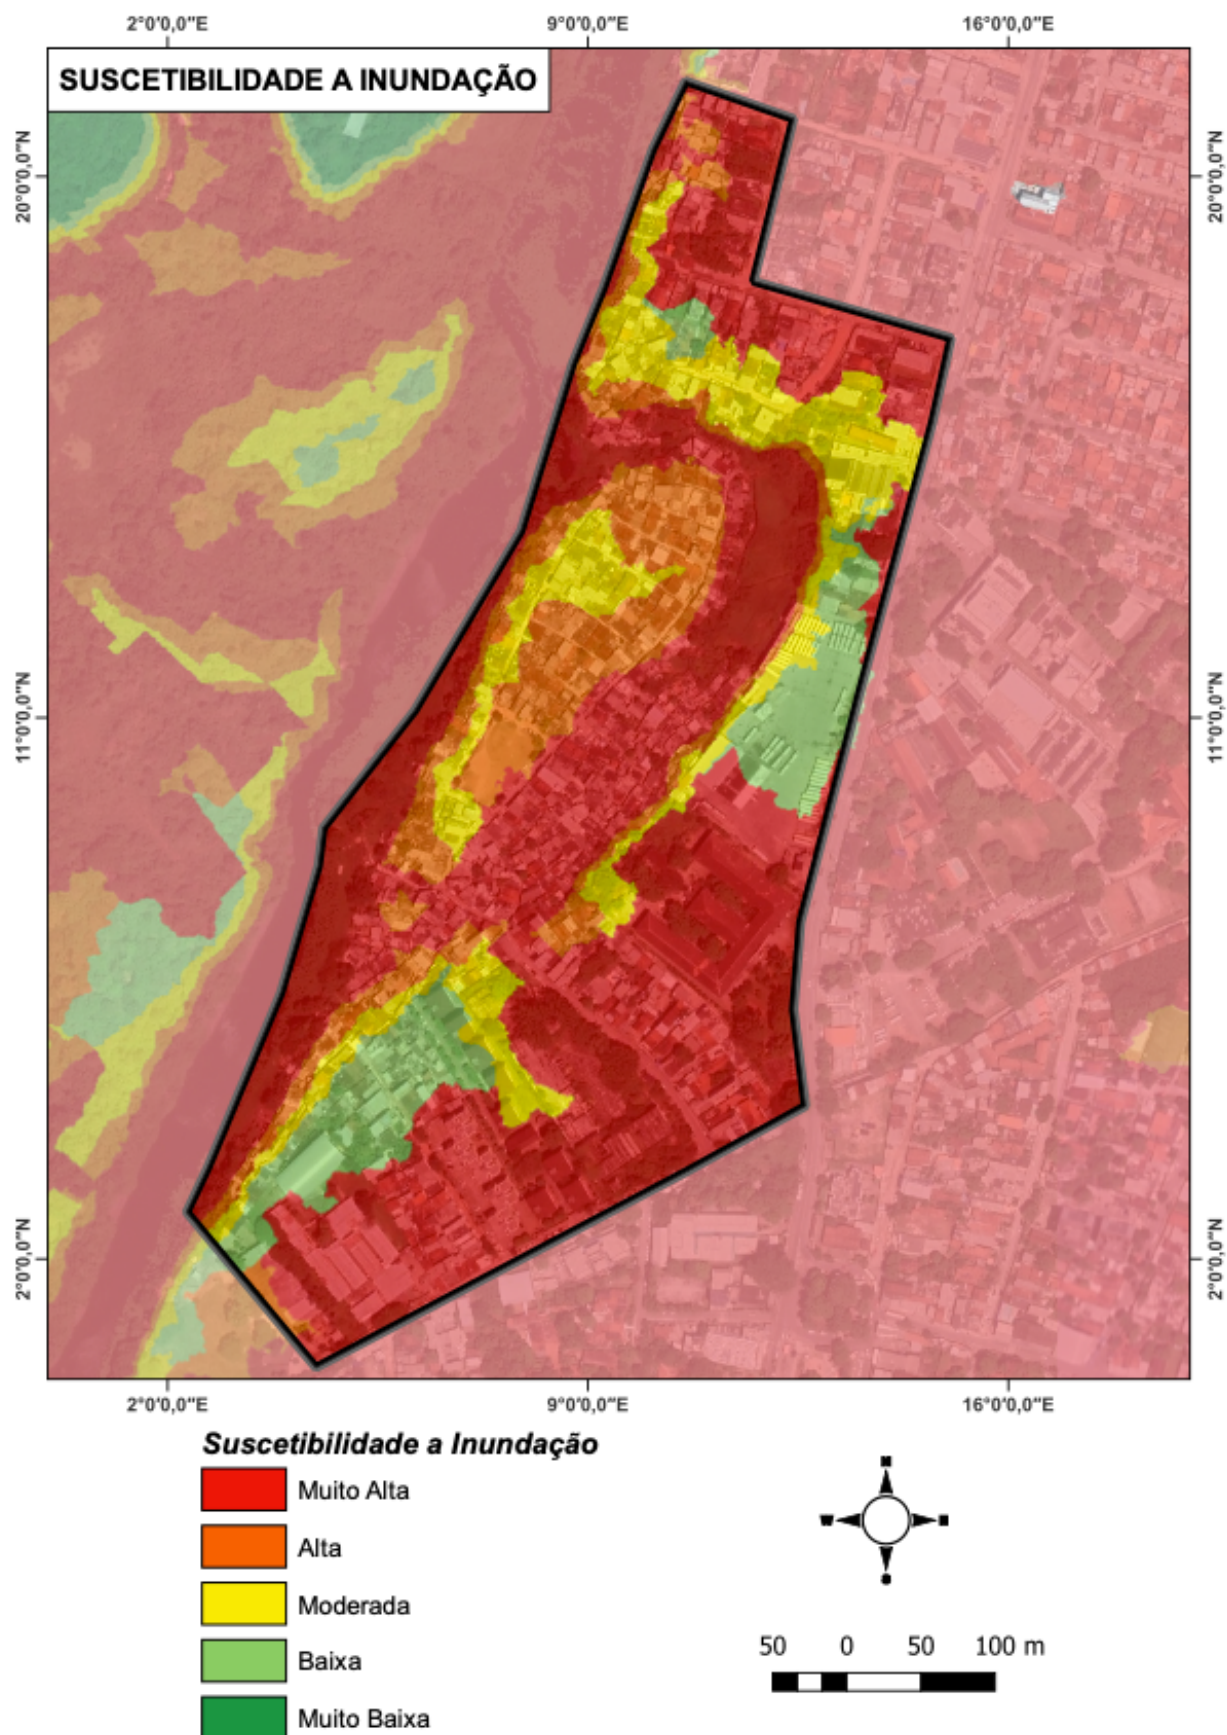 2°0'0,0"E 9°0'0,0"E 16°0'0,0"E
SUSCETIBILIDADE A INUNDAÇÃO
20°0'0,0"N 20°0'0,0"N
11°0'0,0"N 11°0'0,0"N
2°0'0,0"N 2°0'0,0"N
2°0'0,0"E 9°0'0,0"E 16°0'0,0"E
Suscetibilidade a Inundação
Muito Alta
Alta
Moderada
Baixa
Muito Baixa
50 0 50 100 m